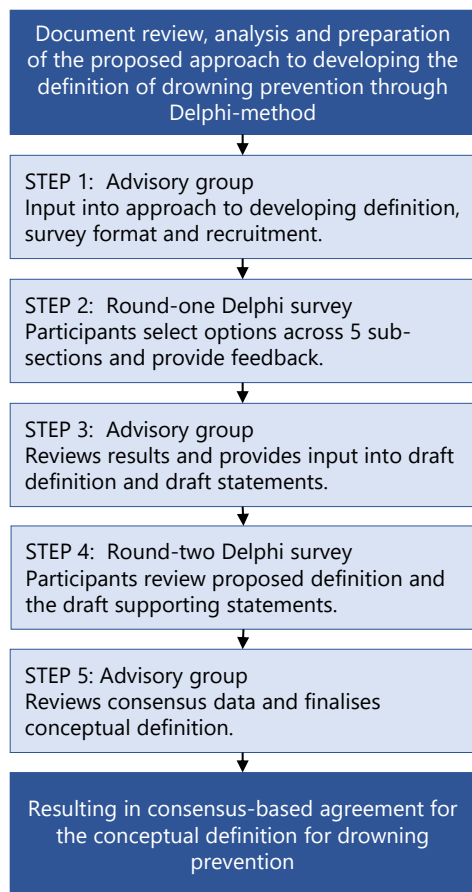 Document review, analysis and preparation
of the proposed approach to developing the
definition of drowning prevention through
Delphi-method
STEP 1:  Advisory group
Input into approach to developing definition,
survey format and recruitment.
STEP 2:  Round-one Delphi survey
Participants select options across 5 sub-
sections and provide feedback.
STEP 3:  Advisory group
Reviews results and provides input into draft
definition and draft statements.
STEP 4:  Round-two Delphi survey
Participants review proposed definition and
the draft supporting statements.
STEP 5: Advisory group
Reviews consensus data and finalises
conceptual definition.
Resulting in consensus-based agreement for
the conceptual definition for drowning
prevention